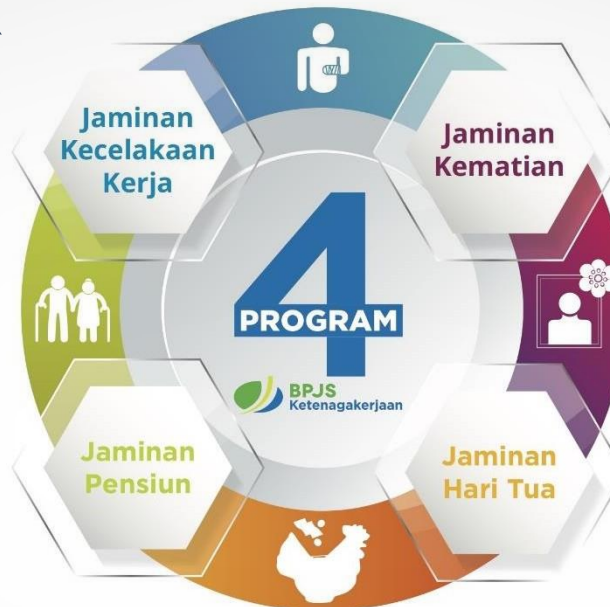 Jaminan
Kecelakaan
Kerja
Jaminan
Kematian
4
PROGRAM
BPJS
Ketenagakerjaan
Jaminan
Pensiun
Jaminan
Hari Tua